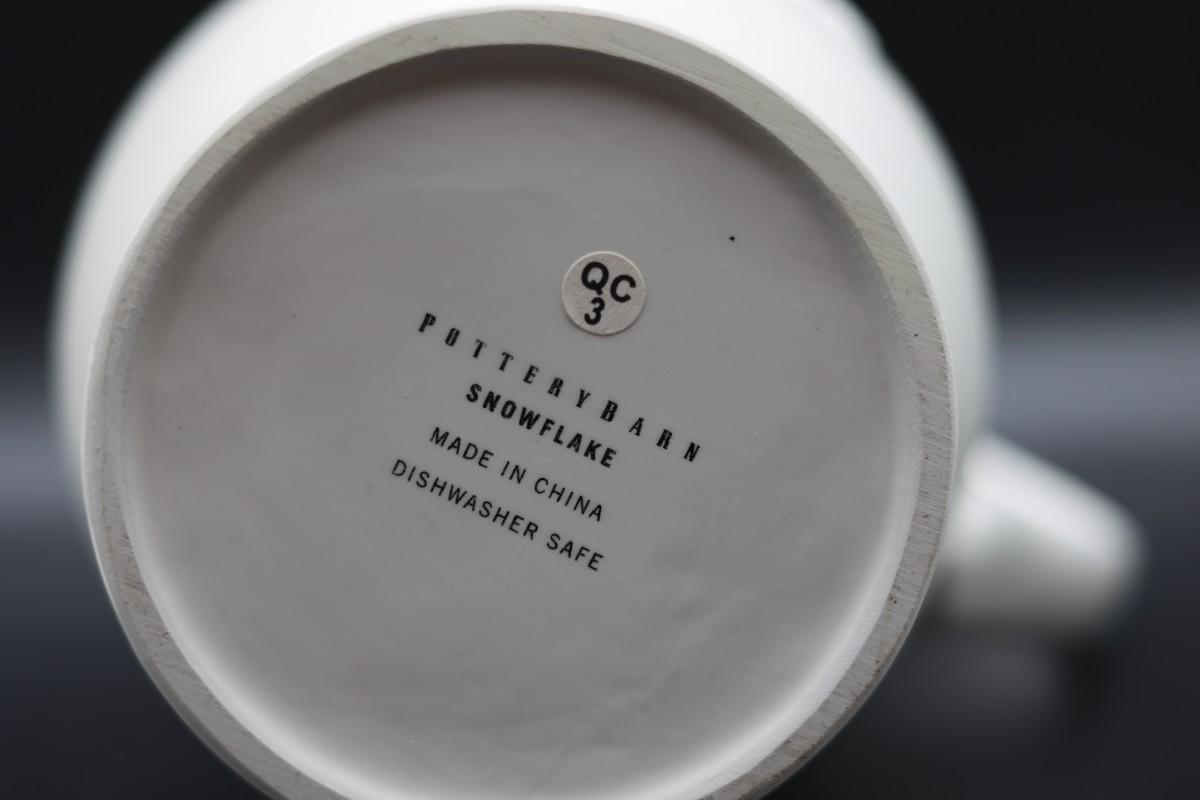 QC
3
POTTERYBARN
SNOWFLAKE
MADE IN CHINA
DISHWASHER SAFE